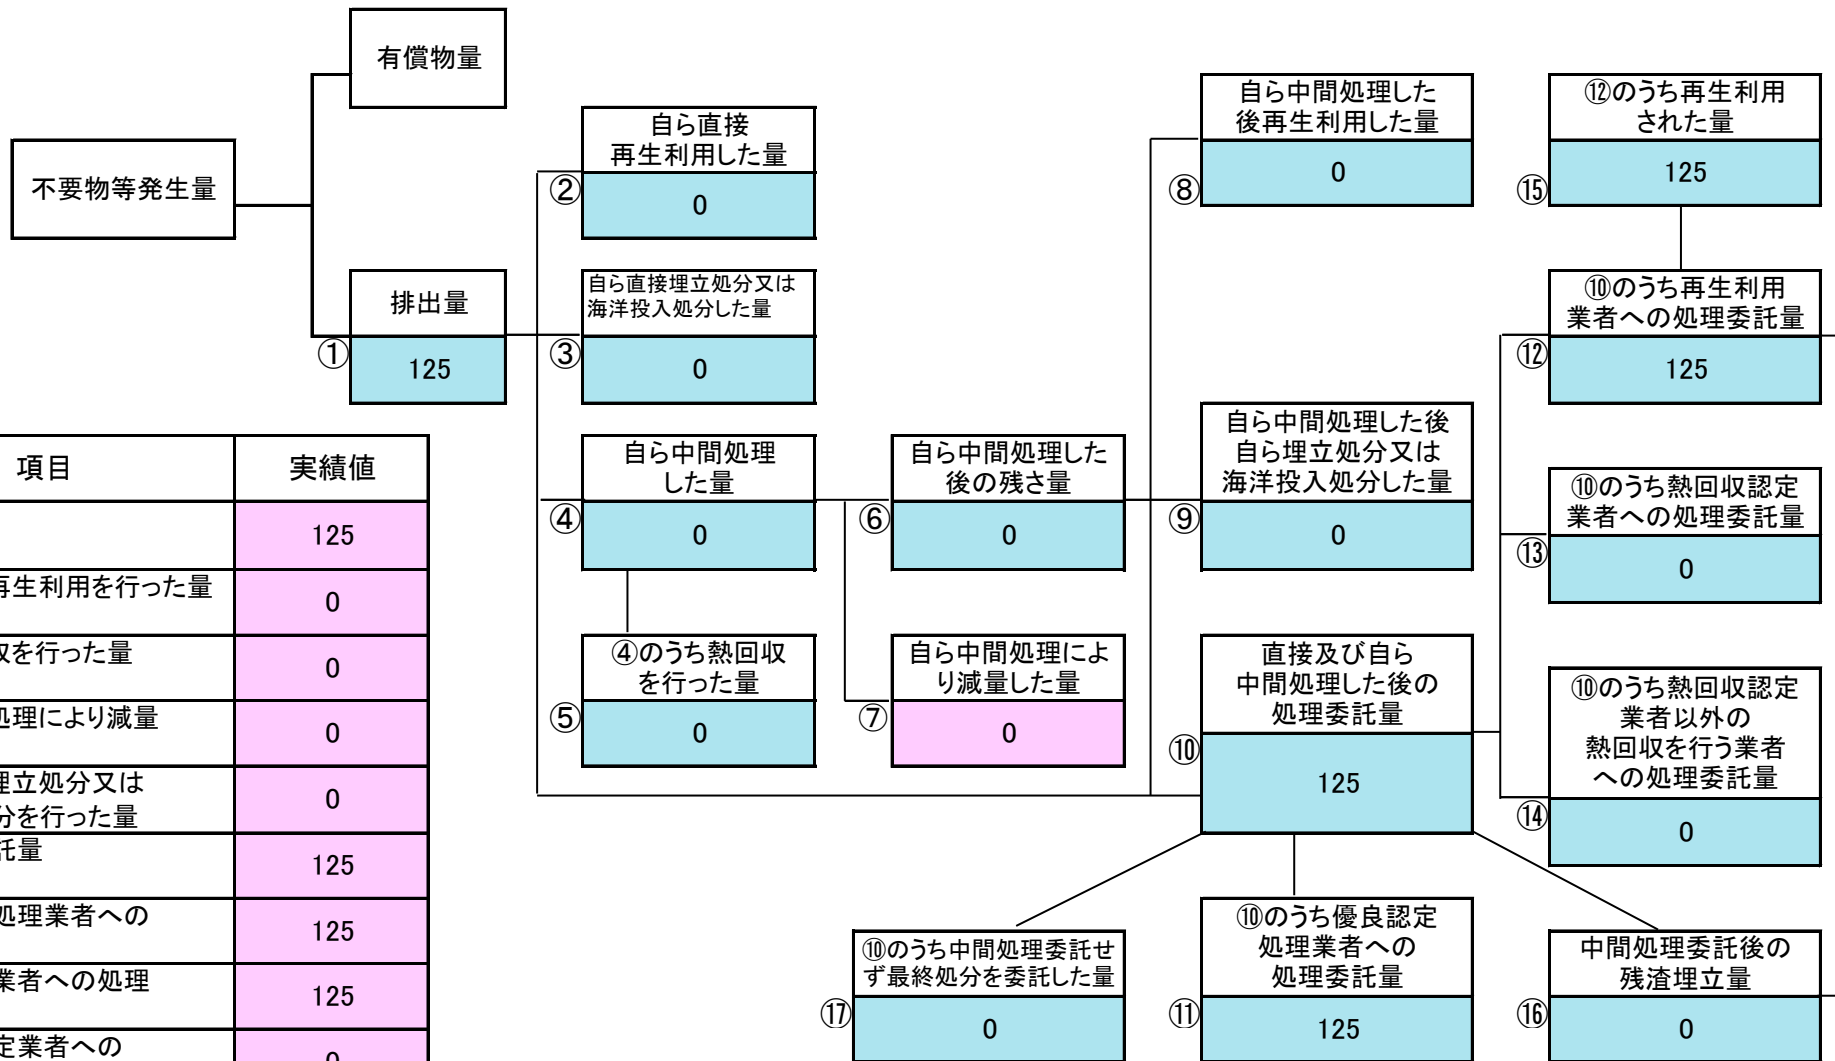 有償物量
不要物等発生量
排出量
①
125
自ら直接
再生利用した量
②
0
自ら直接埋立処分又は
海洋投入処分した量
③
0
自ら中間処理
した量
④
0
④のうち熱回収
を行った量
⑤
0
自ら中間処理した
後の残さ量
⑥
0
自ら中間処理によ
り減量した量
⑦
0
自ら中間処理した
後再生利用した量
⑧
0
自ら中間処理した後
自ら埋立処分又は
海洋投入処分した量
⑨
0
直接及び自ら
中間処理した後の
処理委託量
⑩
125
⑫のうち再生利用
された量
⑮
125
⑩のうち再生利用
業者への処理委託量
⑫
125
⑩のうち熱回収認定
業者への処理委託量
⑬
0
⑩のうち熱回収認定
業者以外の
熱回収を行う業者
への処理委託量
⑭
0
⑩のうち中間処理委託せ
ず最終処分を委託した量
⑰
0
⑩のうち優良認定
処理業者への
処理委託量
⑪
125
中間処理委託後の
残渣埋立量
⑯
0
項目 実績値
125
再生利用を行った量 0
を行った量 0
処理により減量 0
埋立処分又は
分を行った量 0
託量 125
処理業者への 125
業者への処理 125
定業者への 0